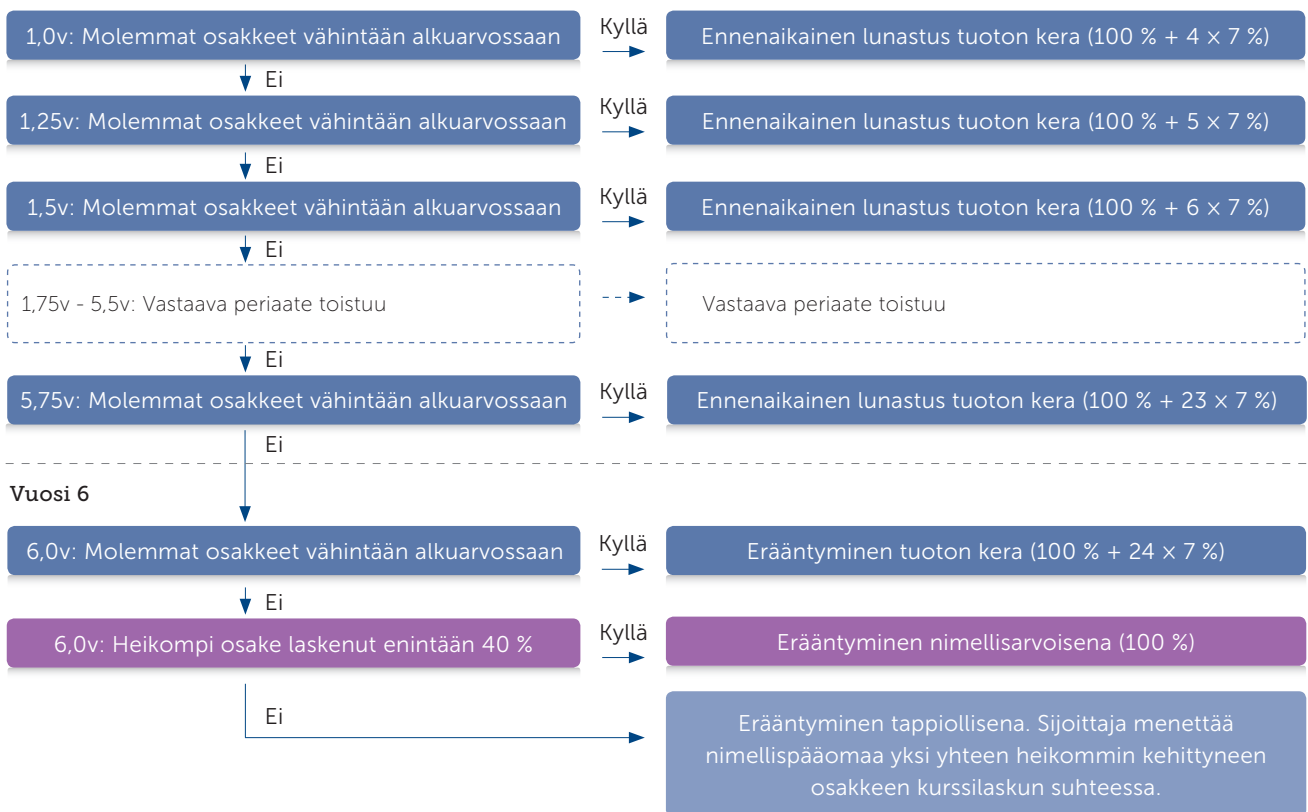 1,0v: Molemmat osakkeet vähintään alkuarvossaan
Kyllä
Ennenaikainen lunastus tuoton kera (100 % + 4 × 7 %)
Ei
1,25v: Molemmat osakkeet vähintään alkuarvossaan
Kyllä
Ennenaikainen lunastus tuoton kera (100 % + 5 × 7 %)
Ei
1,5v: Molemmat osakkeet vähintään alkuarvossaan
Kyllä
Ennenaikainen lunastus tuoton kera (100 % + 6 × 7 %)
Ei
1,75v - 5,5v: Vastaava periaate toistuu
Vastaava periaate toistuu
Ei
5,75v: Molemmat osakkeet vähintään alkuarvossaan
Kyllä
Ennenaikainen lunastus tuoton kera (100 % + 23 × 7 %)
Ei
Vuosi 6
6,0v: Molemmat osakkeet vähintään alkuarvossaan
Kyllä
Erääntyminen tuoton kera (100 % + 24 × 7 %)
Ei
6,0v: Heikompi osake laskenut enintään 40 %
Kyllä
Erääntyminen nimellisarvoisena (100 %)
Ei
Erääntyminen tappiollisena. Sijoittaja menettää
nimellispääomaa yksi yhteen heikommin kehittyneen
osakkeen kurssilaskun suhteessa.